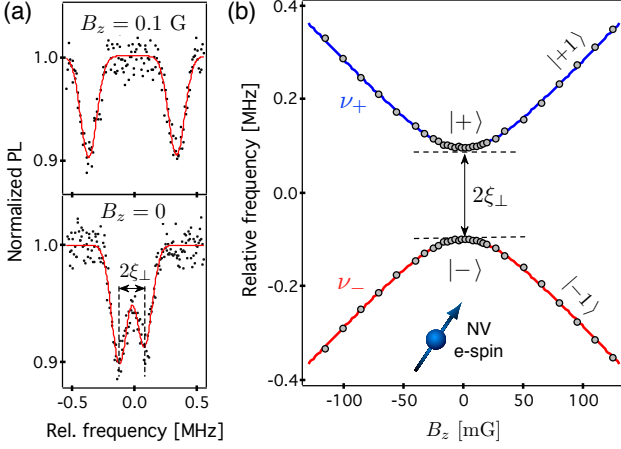 (a)
B_z = 0.1 G
1.0
0.9
B_z = 0
1.0
2ξ⊥
0.9
Normalized PL
-0.5 0.0 0.5
Rel. frequency [MHz]
(b)
0.4
0.2
0.0
-0.2
-0.4
Relative frequency [MHz]
ν+
|+⟩
|+1⟩
2ξ⊥
|−⟩
ν−
|−1⟩
NV
e-spin
-100 -50 0 50 100
B_z [mG]